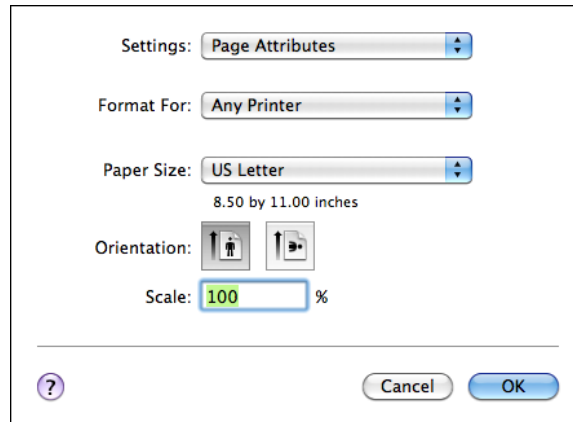 Settings: Page Attributes
Format For: Any Printer
Paper Size: US Letter
8.50 by 11.00 inches
Orientation:
Scale: 100 %
? Cancel OK